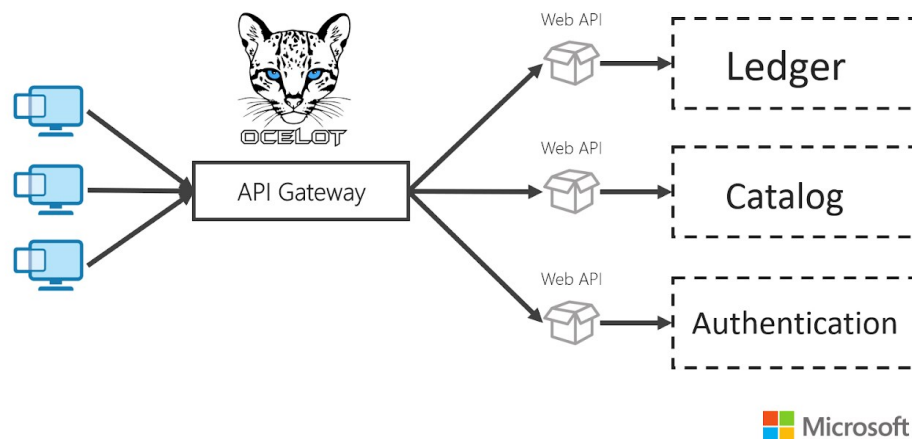 Web API
Ledger
OCELOT
API Gateway
Web API
Catalog
Web API
Authentication
Microsoft